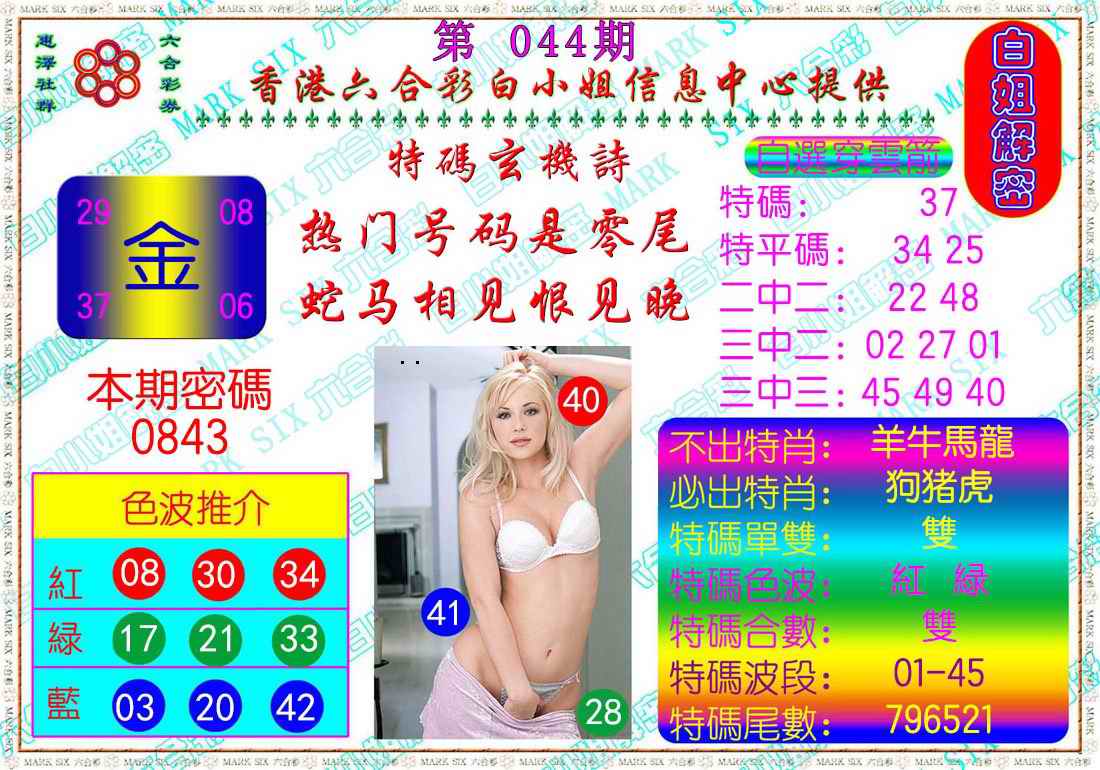 第 044期
惠澤社群
六合彩券
香港六合彩白小姐信息中心提供
白姐解密
特碼玄機詩
热门号码是零尾
蛇马相见恨见晚
29 08
金
37 06
本期密碼
0843
色波推介
紅 08 30 34
緑 17 21 33
藍 03 20 42
40
41
28
白選穿雲箭
特碼: 37
特平碼: 34 25
二中二: 22 48
三中二: 02 27 01
三中三: 45 49 40
不出特肖: 羊牛馬龍
必出特肖: 狗猪虎
特碼單雙: 雙
特碼色波: 紅 緑
特碼合數: 雙
特碼波段: 01-45
特碼尾數: 796521